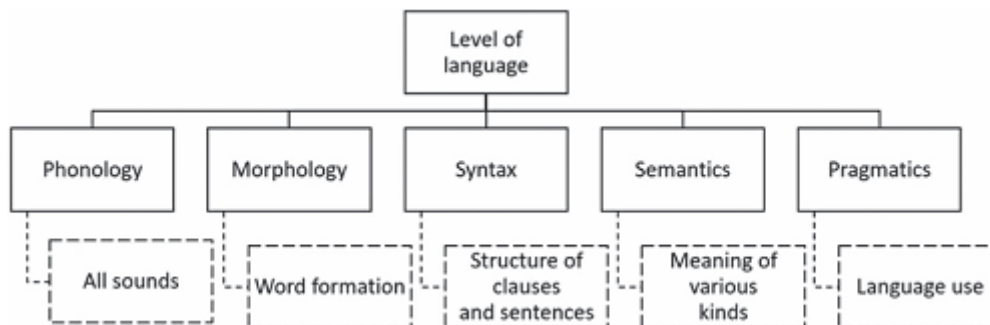 Level of
language
Phonology
Morphology
Syntax
Semantics
Pragmatics
All sounds
Word formation
Structure of
clauses
and sentences
Meaning of
various
kinds
Language use